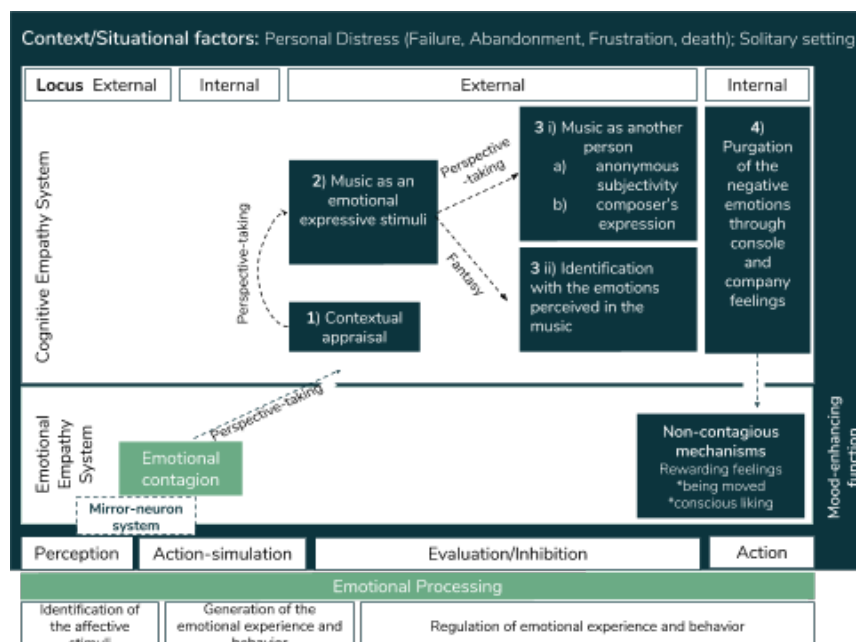 Context/Situational factors: Personal Distress (Failure, Abandonment, Frustration, death); Solitary setting
Locus External
Internal
External
Internal
Cognitive Empathy System
Perspective-taking
1) Contextual
appraisal
2) Music as an
emotional
expressive stimuli
Perspective
-taking
Fantasy
3 i) Music as another
person
a) anonymous
subjectivity
b) composer's
expression
3 ii) Identification
with the emotions
perceived in the
music
4)
Purgation
of the
negative
emotions
through
console
and
company
feelings
Emotional
Empathy
System
Perspective-taking
Emotional
contagion
Mirror-neuron
system
Non-contagious
mechanisms
Rewarding feelings
*being moved
*conscious liking
Mood-enhancing
function
Perception
Action-simulation
Evaluation/Inhibition
Action
Emotional Processing
Identification of
the affective
stimuli
Generation of the
emotional experience and
behavior
Regulation of emotional experience and behavior